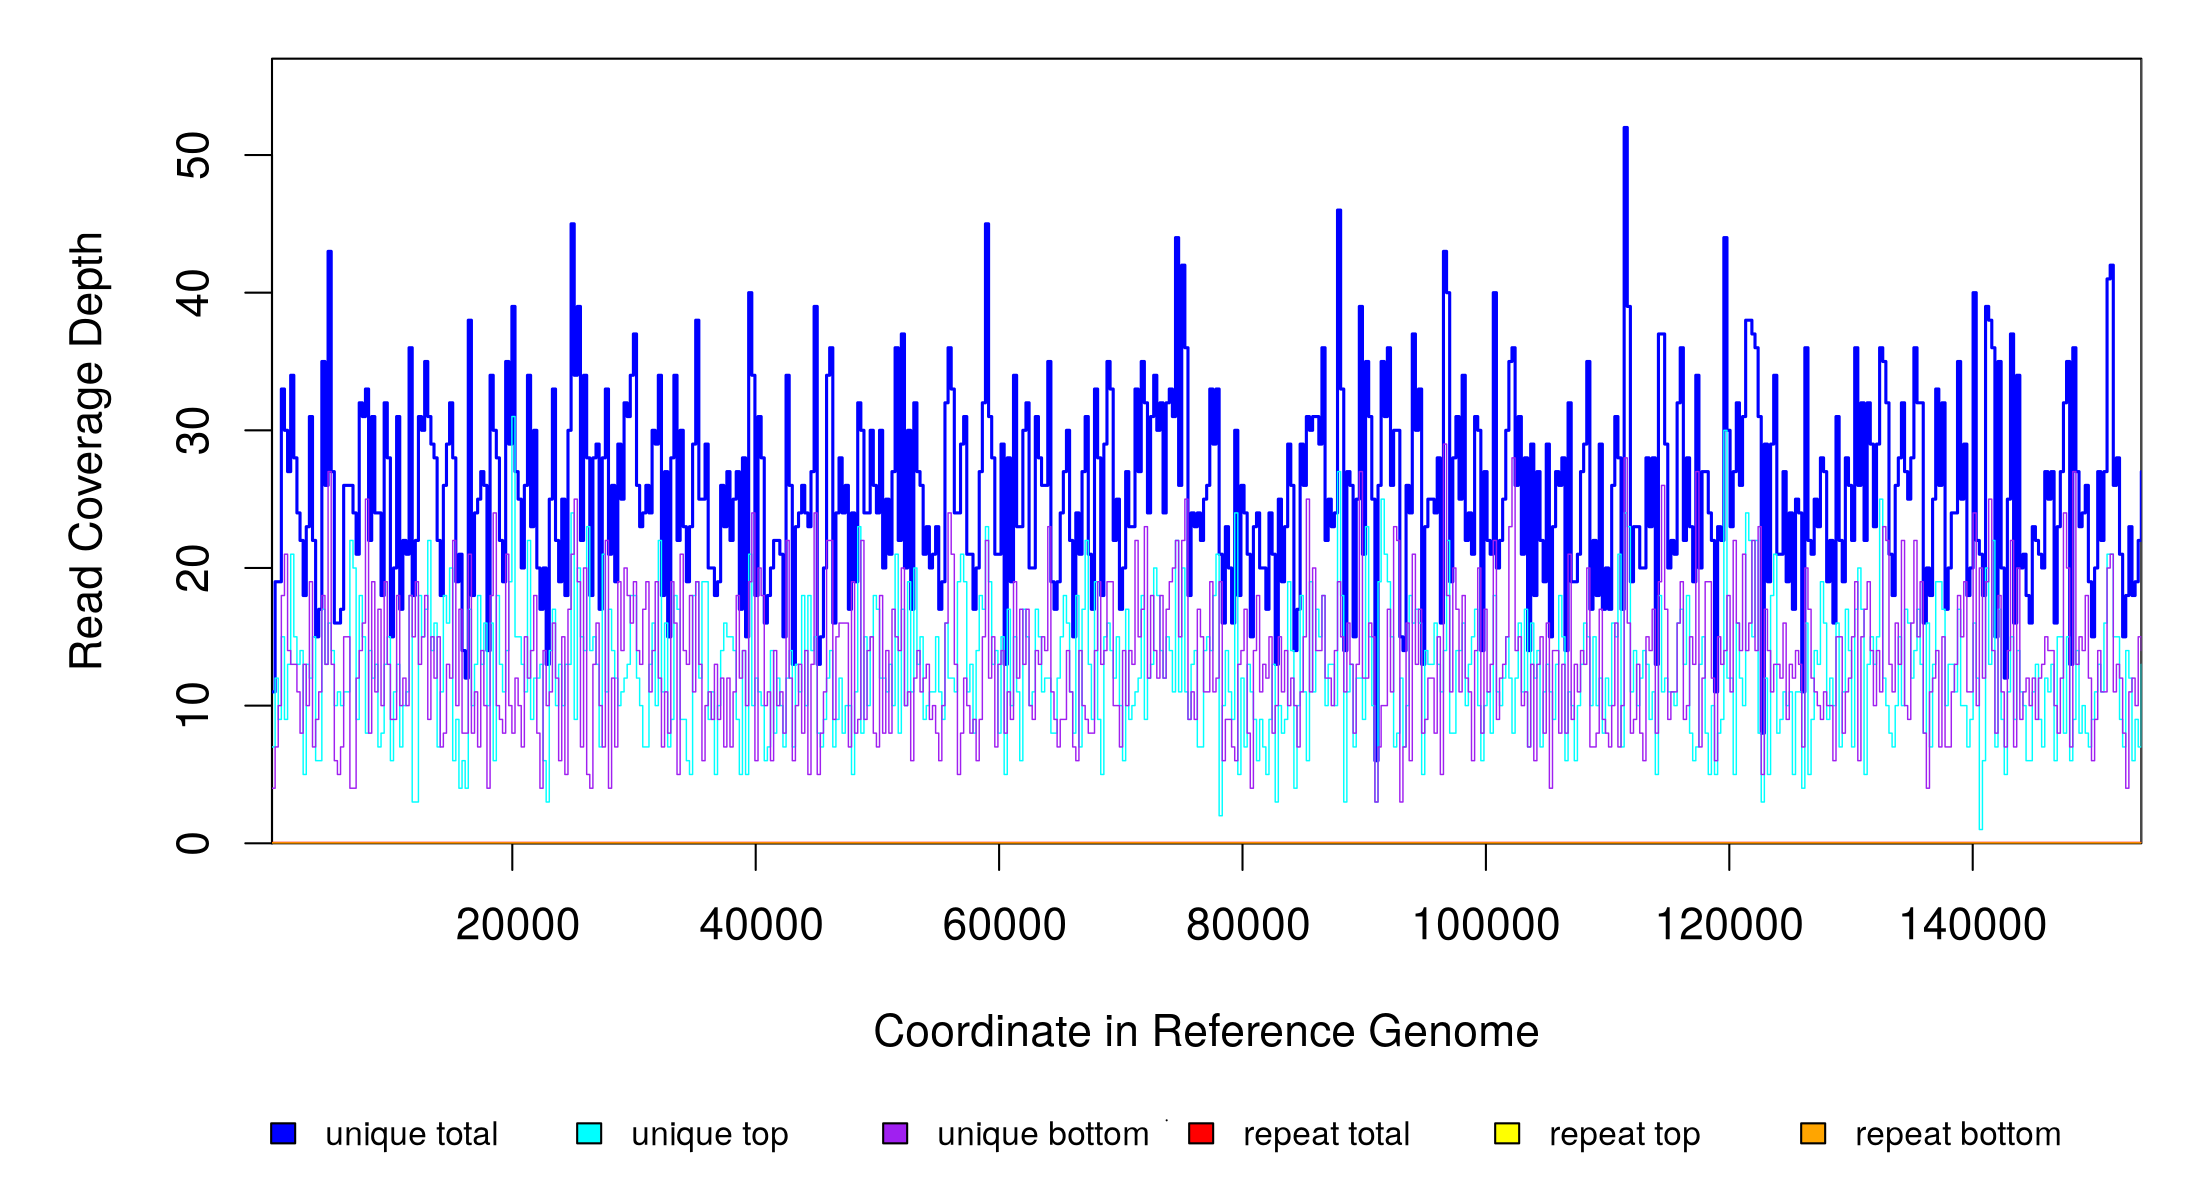 Read Coverage Depth
50
40
30
20
10
0
20000 40000 60000 80000 100000 120000 140000
Coordinate in Reference Genome
unique total unique top unique bottom repeat total repeat top repeat bottom